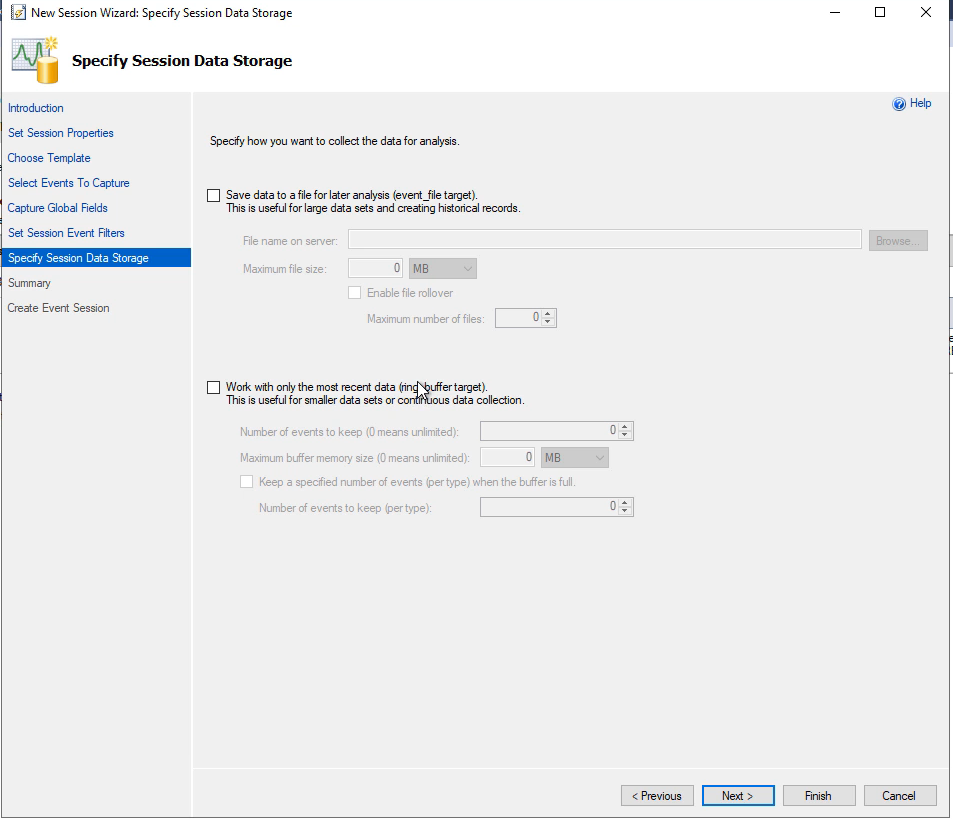 New Session Wizard: Specify Session Data Storage
Specify Session Data Storage
Introduction
Set Session Properties
Choose Template
Select Events To Capture
Capture Global Fields
Set Session Event Filters
Specify Session Data Storage
Summary
Create Event Session
Help
Specify how you want to collect the data for analysis.
Save data to a file for later analysis (event_file target).
This is useful for large data sets and creating historical records.
File name on server:
Browse...
Maximum file size: 0 MB
Enable file rollover
Maximum number of files: 0
Work with only the most recent data (ring_buffer target).
This is useful for smaller data sets or continuous data collection.
Number of events to keep (0 means unlimited): 0
Maximum buffer memory size (0 means unlimited): 0 MB
Keep a specified number of events (per type) when the buffer is full.
Number of events to keep (per type): 0
< Previous
Next >
Finish
Cancel